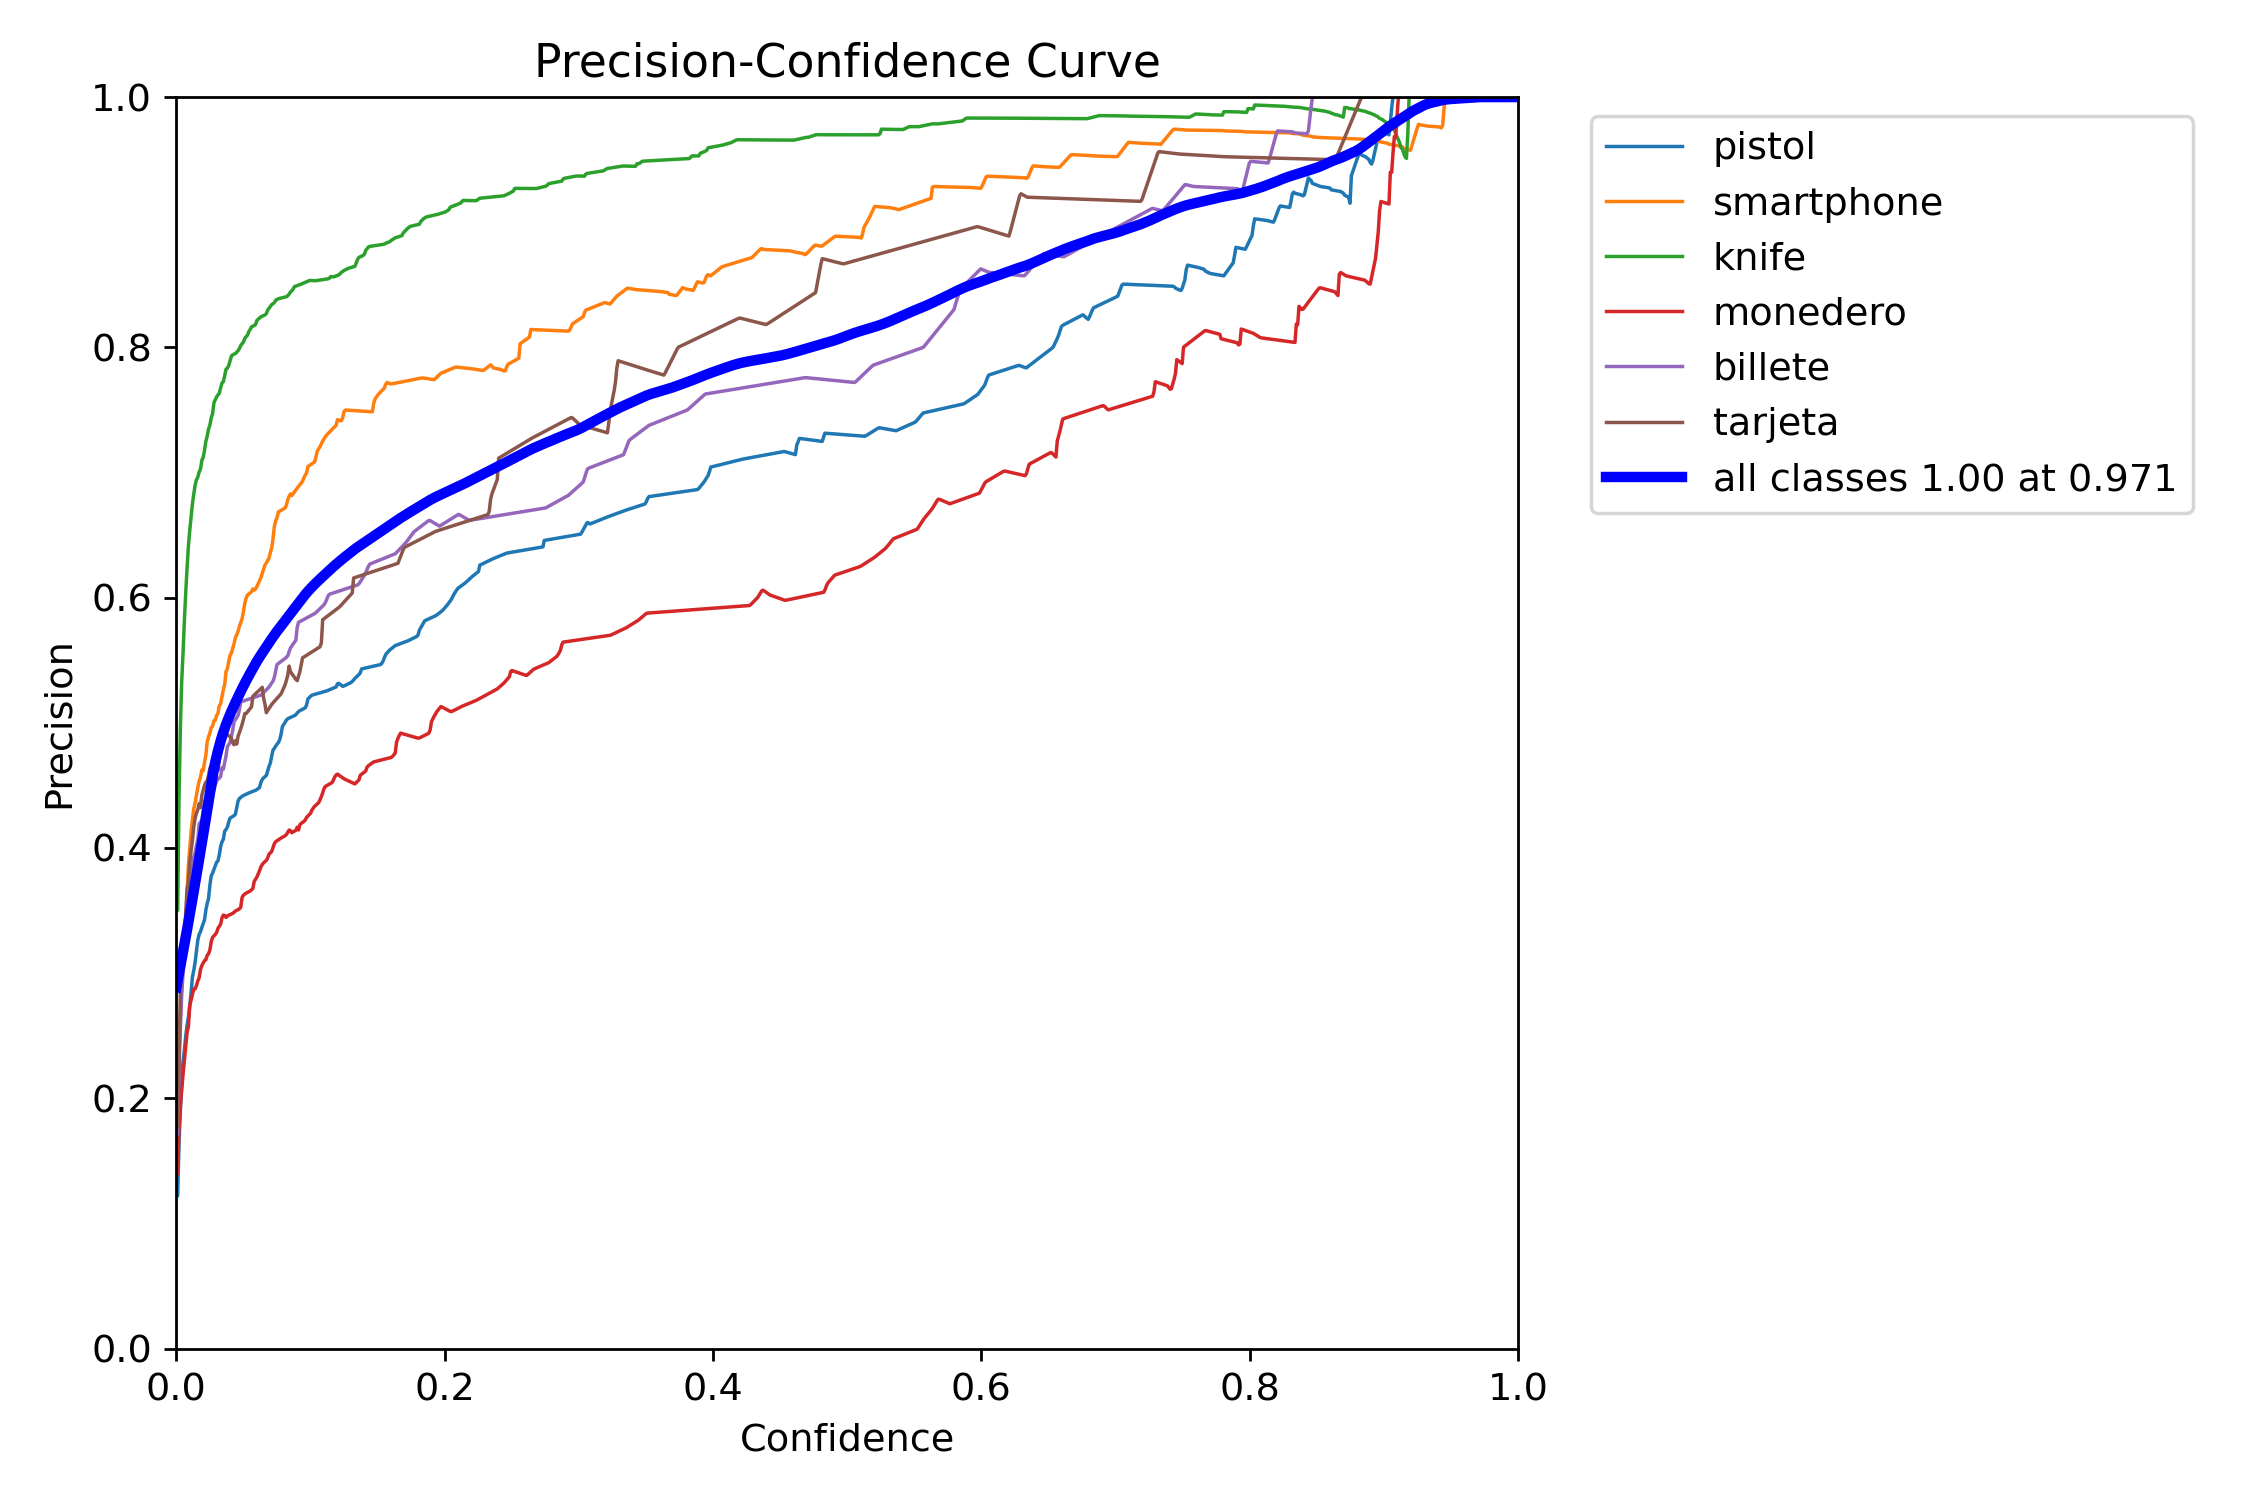 Precision-Confidence Curve
1.0
0.8
0.6
0.4
0.2
0.0
Precision
0.0 0.2 0.4 0.6 0.8 1.0
Confidence
pistol
smartphone
knife
monedero
billete
tarjeta
all classes 1.00 at 0.971